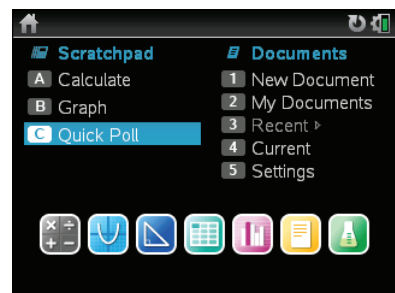 Scratchpad
A Calculate
B Graph
C Quick Poll
Documents
1 New Document
2 My Documents
3 Recent ▹
4 Current
5 Settings